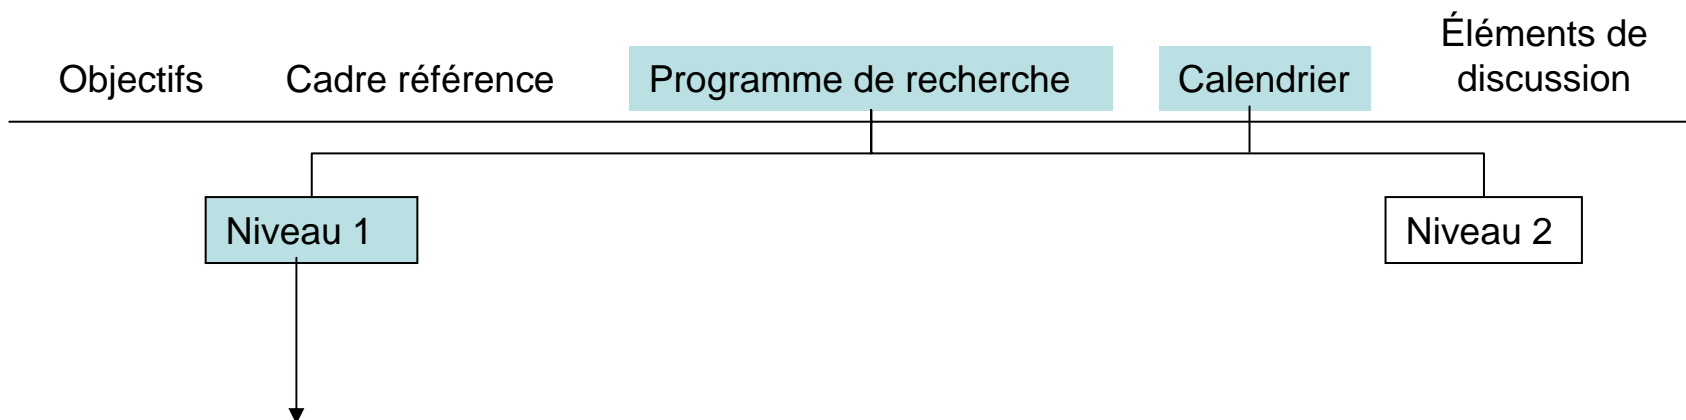 Objectifs
Cadre référence
Programme de recherche
Calendrier
Éléments de
discussion
Niveau 1
Niveau 2